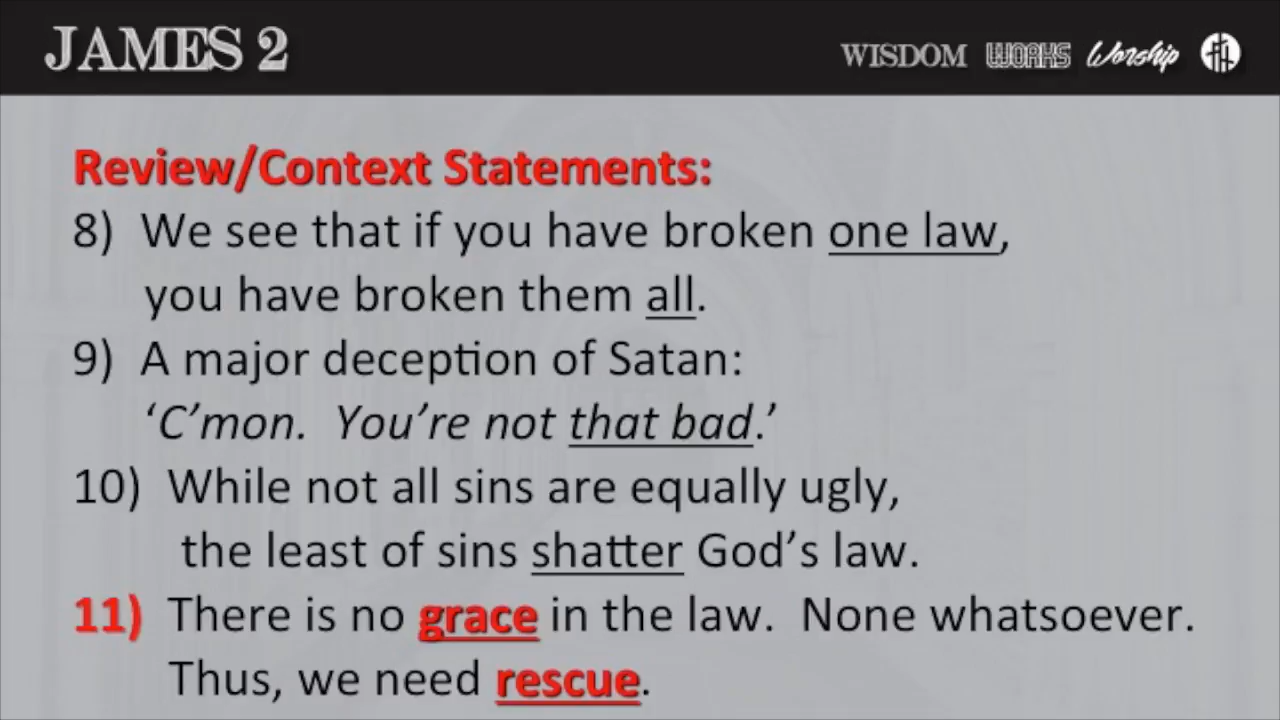 JAMES 2
WISDOM WORKS Worship
Review/Context Statements:
8) We see that if you have broken one law,
you have broken them all.
9) A major deception of Satan:
‘C’mon. You’re not that bad.’
10) While not all sins are equally ugly,
the least of sins shatter God’s law.
11) There is no grace in the law. None whatsoever.
Thus, we need rescue.